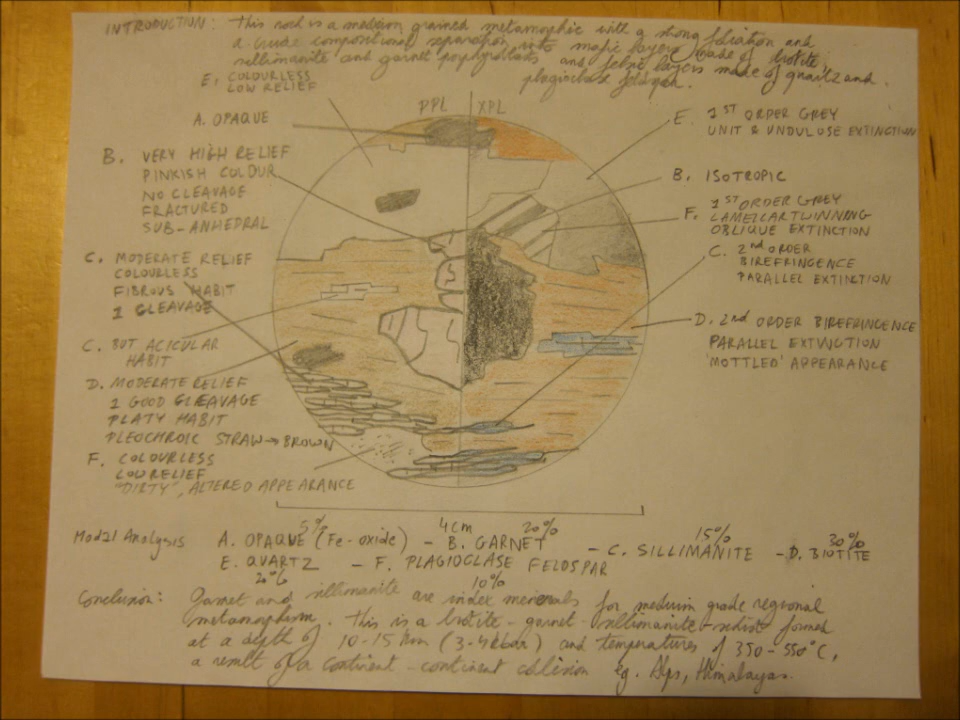 INTRODUCTION: This rock is a medium grained metamorphic with a strong foliation and
a crude compositional separation into mafic layers made of biotite,
sillimanite and garnet porphyroblasts and felsic layers made of quartz and
plagioclase feldspar.
E. COLOURLESS
LOW RELIEF
PPL XPL
A. OPAQUE
B. VERY HIGH RELIEF
PINKISH COLOUR
NO CLEAVAGE
FRACTURED
SUB-ANHEDRAL
C. MODERATE RELIEF
COLOURLESS
FIBROUS HABIT
1 CLEAVAGE
C. BUT ACICULAR
HABIT
D. MODERATE RELIEF
1 GOOD CLEAVAGE
PLATY HABIT
PLEOCHROIC STRAW→BROWN
F. COLOURLESS
LOW RELIEF
"DIRTY", ALTERED APPEARANCE
E. 1ST ORDER GREY
UNIT & UNDULOSE EXTINCTION
B. ISOTROPIC
F. 1ST ORDER GREY
LAMELLAR TWINNING
OBLIQUE EXTINCTION
C. 2nd ORDER
BIREFRINGENCE
PARALLEL EXTINCTION
D. 2nd ORDER BIREFRINGENCE
PARALLEL EXTINCTION
'MOTTLED' APPEARANCE
4cm
5% 20% 15% 30%
Modal Analysis A. OPAQUE (Fe-oxide) - B. GARNET - C. SILLIMANITE - D. BIOTITE
E. QUARTZ - F. PLAGIOCLASE FELDSPAR
20% 10%
Conclusion: Garnet and sillimanite are index minerals for medium grade regional
metamorphism. This is a biotite-garnet-sillimanite-schist formed
at a depth of 10-15 km (3-4kbar) and temperatures of 350-550°C,
a result of a continent-continent collision eg. Alps, Himalayas.